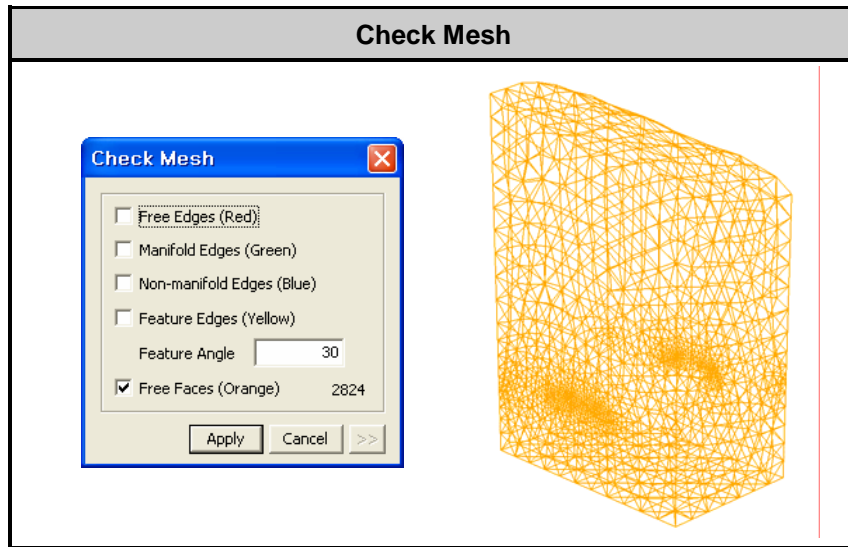 Check Mesh
Check Mesh
Free Edges (Red)
Manifold Edges (Green)
Non-manifold Edges (Blue)
Feature Edges (Yellow)
Feature Angle 30
Free Faces (Orange) 2824
Apply Cancel >>